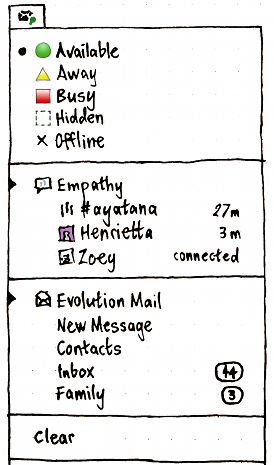 Available
Away
Busy
Hidden
Offline
Empathy
#ayatana 27m
Henrietta 3m
Zoey connected
Evolution Mail
New Message
Contacts
Inbox 14
Family 3
Clear